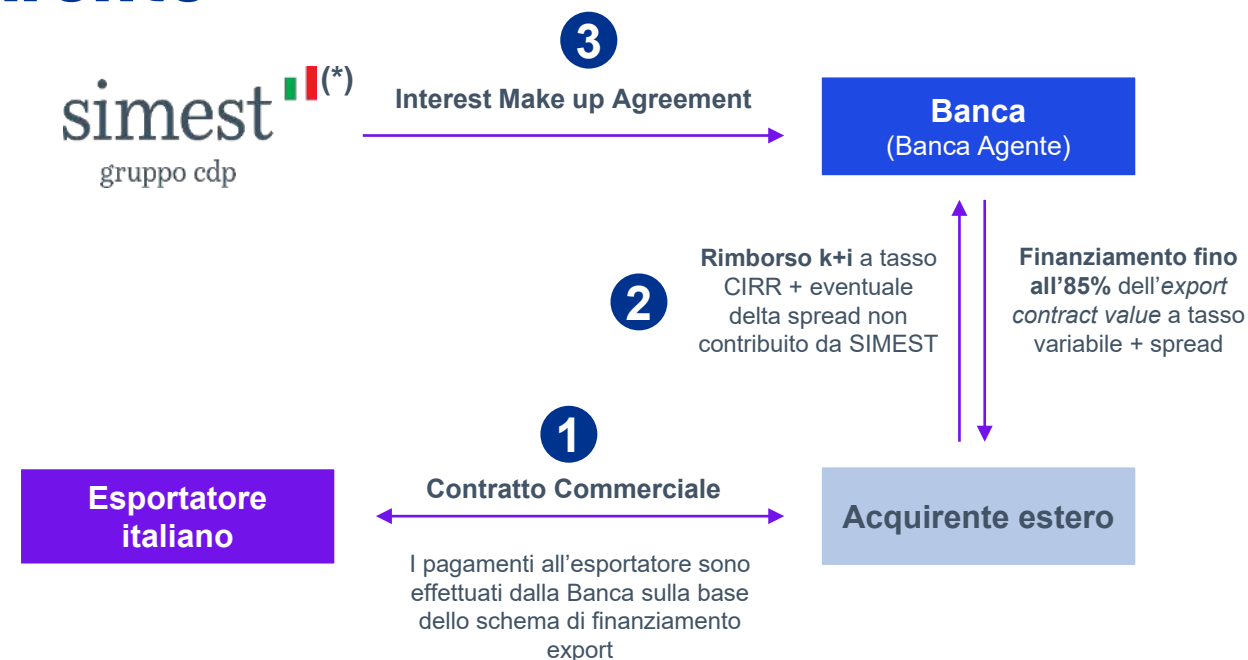 3
simest (*)
gruppo cdp
Interest Make up Agreement
Banca
(Banca Agente)
2
Rimborso k+i a tasso
CIRR + eventuale
delta spread non
contribuito da SIMEST
Finanziamento fino
all'85% dell'export
contract value a tasso
variabile + spread
1
Esportatore
italiano
Contratto Commerciale
I pagamenti all'esportatore sono
effettuati dalla Banca sulla base
dello schema di finanziamento
export
Acquirente estero